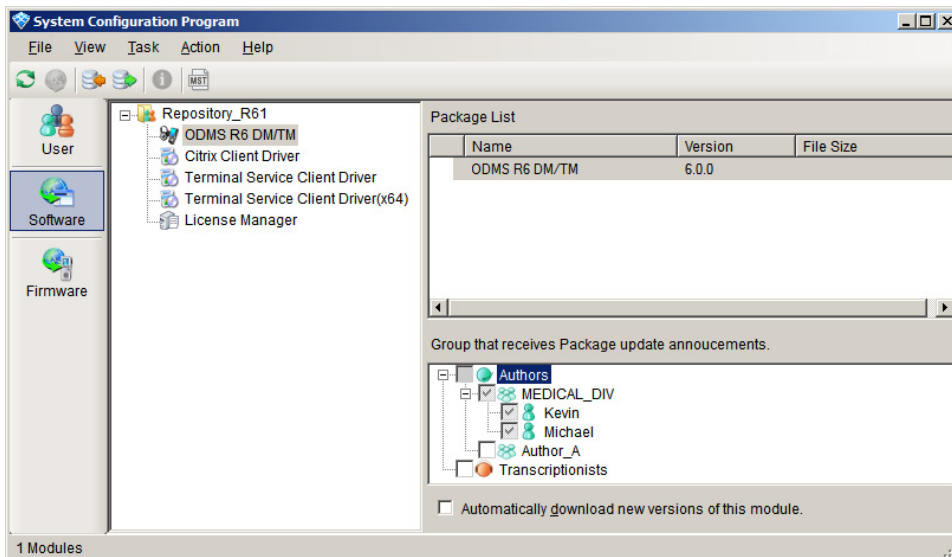 System Configuration Program
File View Task Action Help
MST
User
Software
Firmware
Repository_R61
ODMS R6 DM/TM
Citrix Client Driver
Terminal Service Client Driver
Terminal Service Client Driver(x64)
License Manager
Package List
Name Version File Size
ODMS R6 DM/TM 6.0.0
Group that receives Package update annoucements.
Authors
MEDICAL_DIV
Kevin
Michael
Author_A
Transcriptionists
Automatically download new versions of this module.
1 Modules